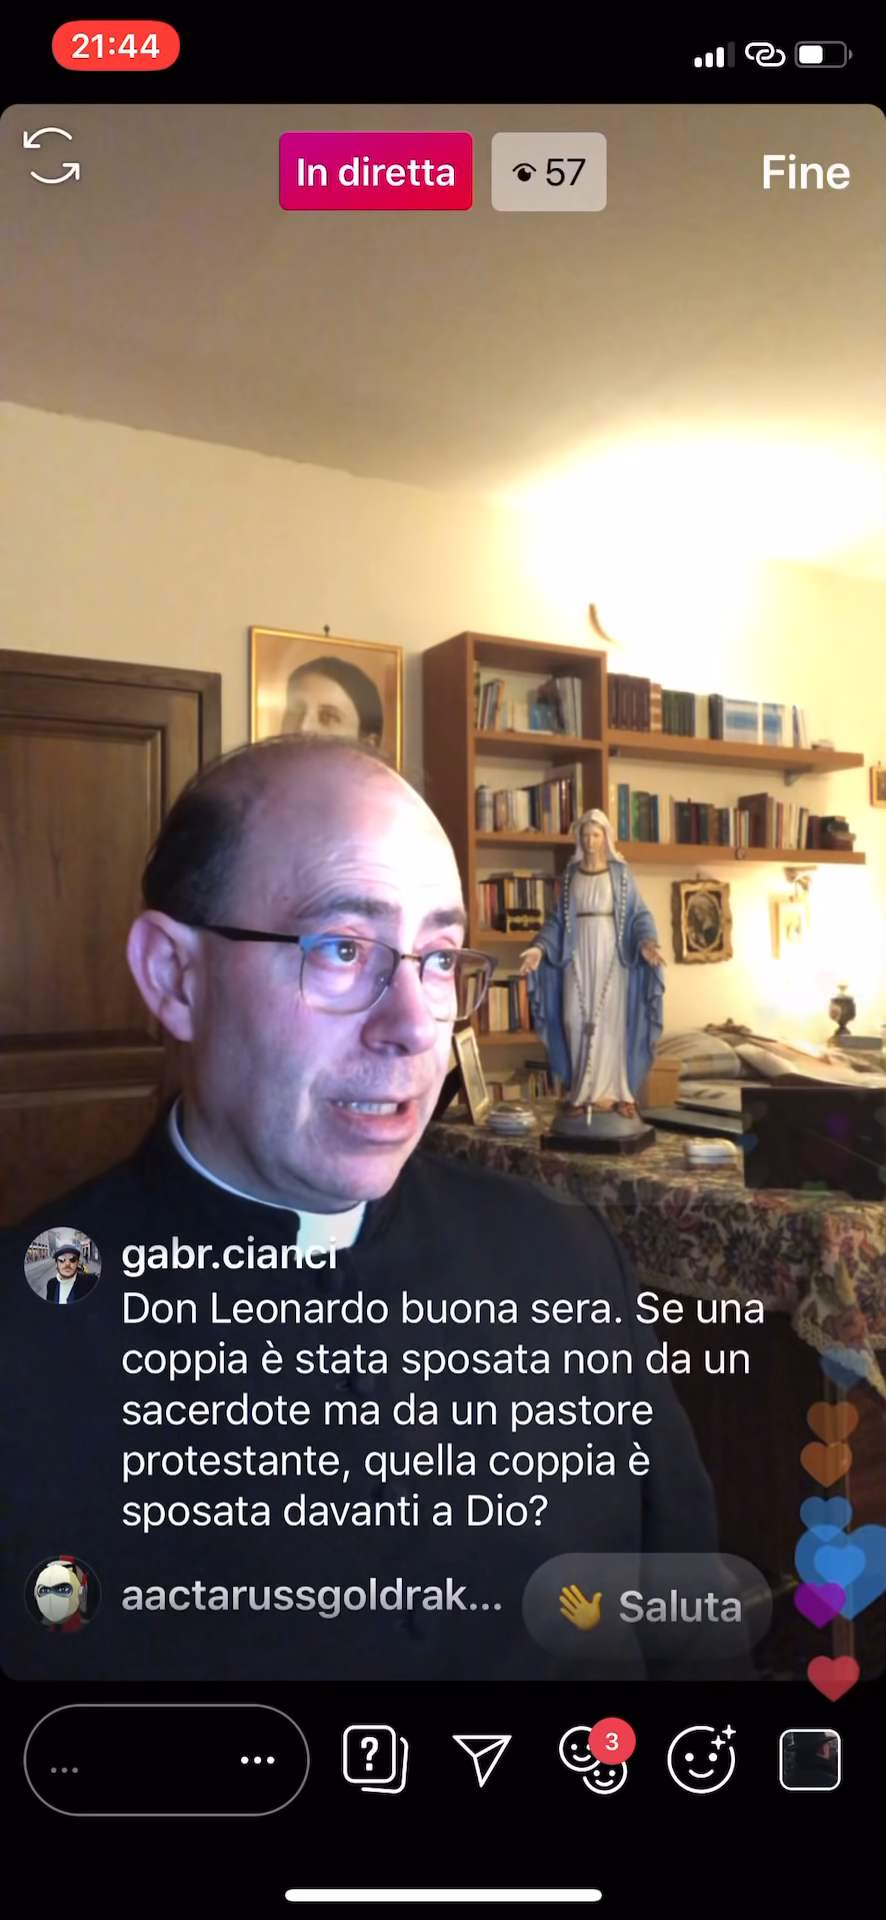 21:44
In diretta
57
Fine
gabr.cianci
Don Leonardo buona sera. Se una
coppia è stata sposata non da un
sacerdote ma da un pastore
protestante, quella coppia è
sposata davanti a Dio?
aactarussgoldrak...
👋 Saluta
... ...
?
3